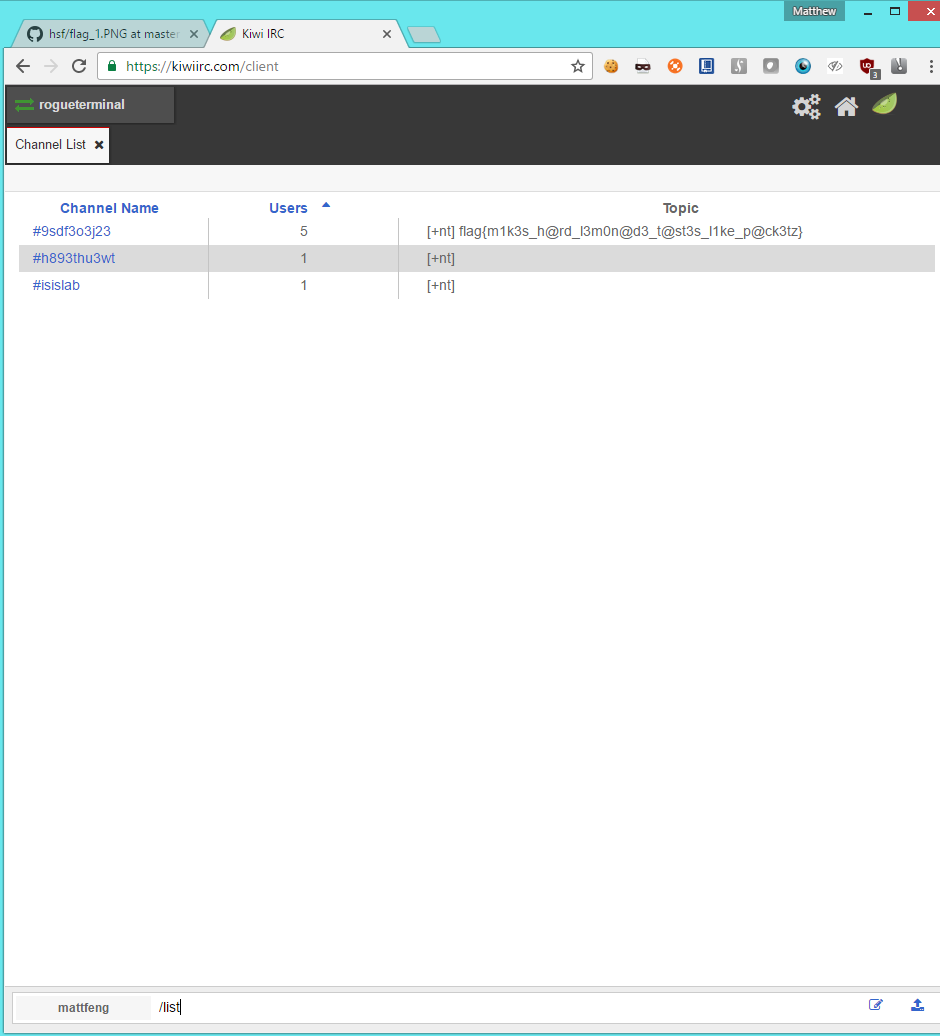 Matthew
hsf/flag_1.PNG at master
Kiwi IRC
https://kiwiirc.com/client
3
rogueterminal
Channel List
Channel Name Users Topic
#9sdf3o3j23 5 [+nt] flag{m1k3s_h@rd_l3m0n@d3_t@st3s_l1ke_p@ck3tz}
#h893thu3wt 1 [+nt]
#isislab 1 [+nt]
mattfeng /list